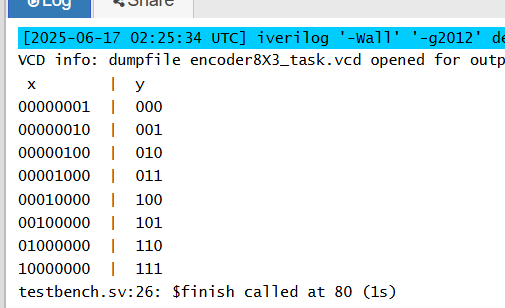 Log Share
[2025-06-17 02:25:34 UTC] iverilog '-Wall' '-g2012'
VCD info: dumpfile encoder8X3_task.vcd opened for
x | y
00000001 | 000
00000010 | 001
00000100 | 010
00001000 | 011
00010000 | 100
00100000 | 101
01000000 | 110
10000000 | 111
testbench.sv:26: $finish called at 80 (1s)